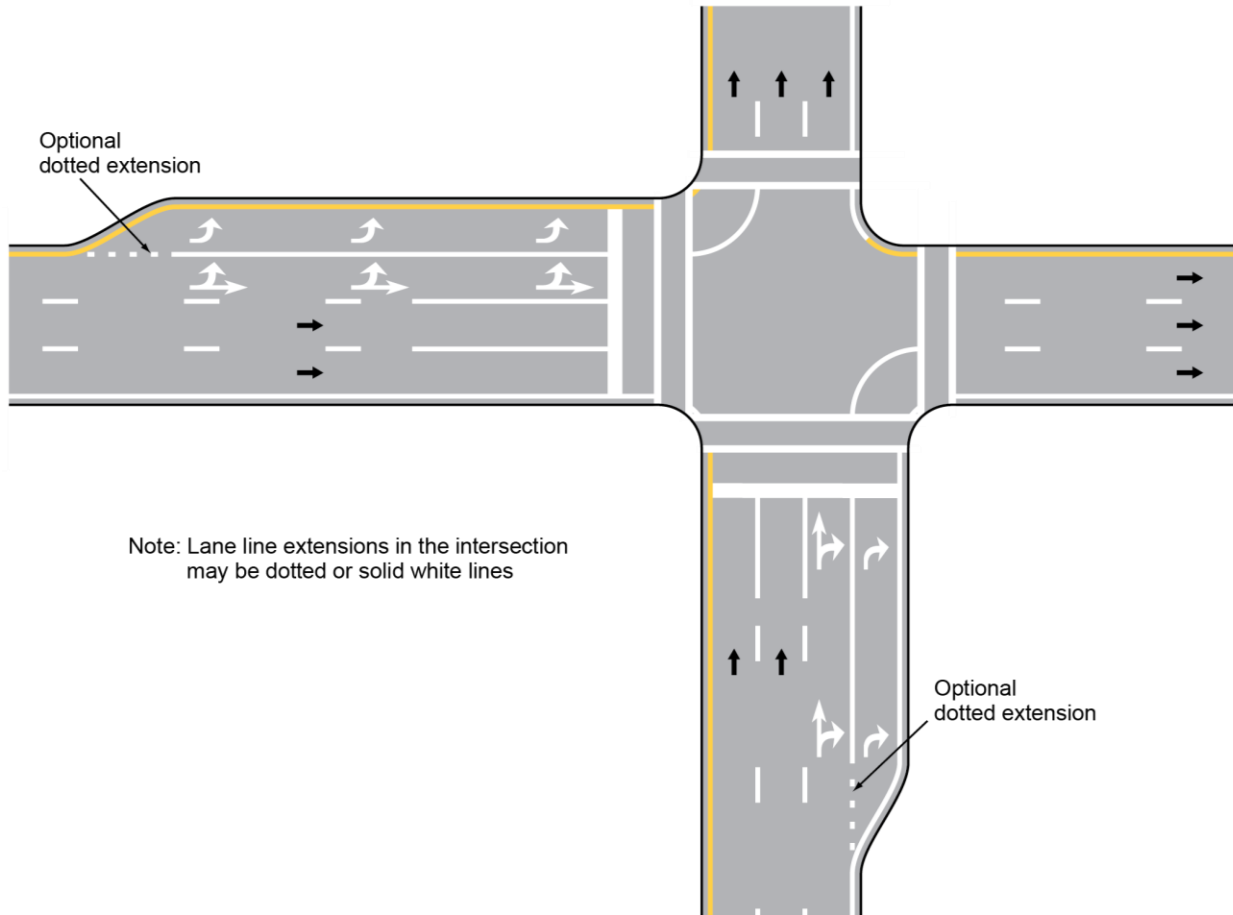 Optional
dotted extension
Note: Lane line extensions in the intersection
may be dotted or solid white lines
Optional
dotted extension